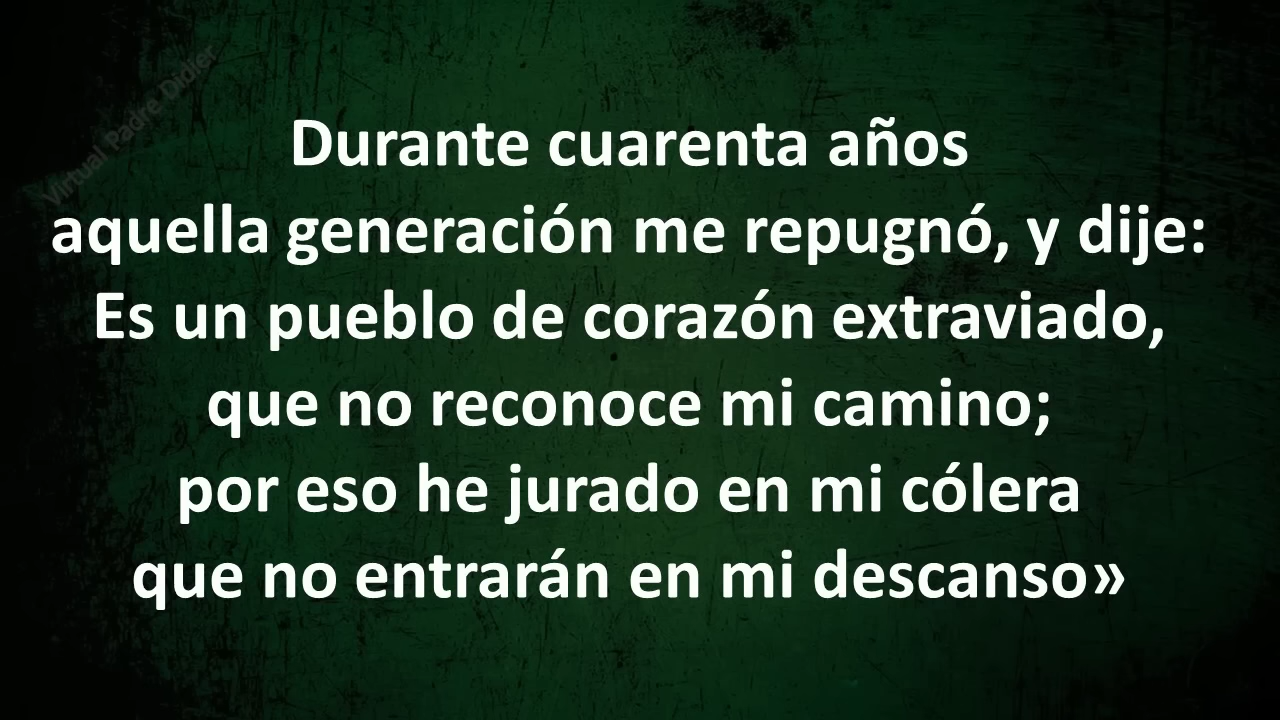 Virtual Padre Didier
Durante cuarenta años
aquella generación me repugnó, y dije:
Es un pueblo de corazón extraviado,
que no reconoce mi camino;
por eso he jurado en mi cólera
que no entrarán en mi descanso»